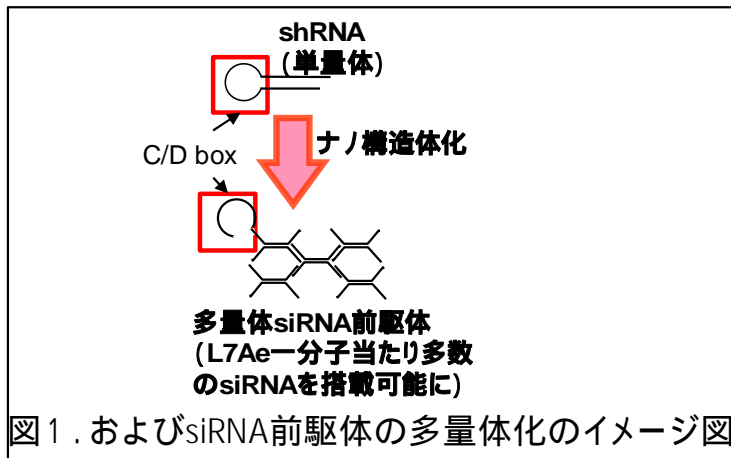 shRNA
(単量体)
ナノ構造体化
C/D box
多量体siRNA前駆体
(L7Ae一分子当たり多数
のsiRNAを搭載可能に)
図1.およびsiRNA前駆体の多量体化のイメージ図